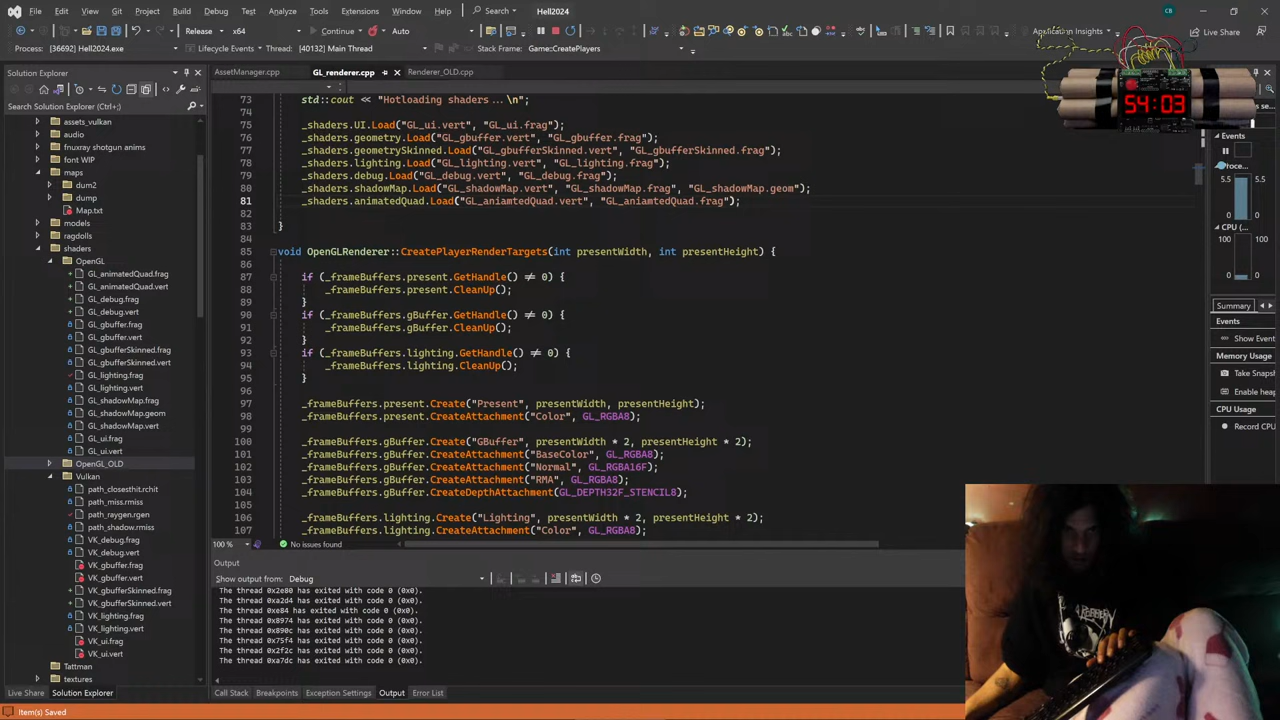 File Edit View Git Project Build Debug Test Analyze Tools Extensions Window Help Search Hell2024 CB
Release x64 Continue Auto Application Insights Live Share
Process: [36692] Hell2024.exe Lifecycle Events Thread: [40132] Main Thread Stack Frame: Game::CreatePlayers
54:03
Solution Explorer
Search Solution Explorer (Ctrl+;)
assets_vulkan
audio
fnuxray shotgun anims
font WIP
maps
dum2
dump
Map.txt
models
ragdolls
shaders
OpenGL
GL_animatedQuad.frag
GL_animatedQuad.vert
GL_debug.frag
GL_debug.vert
GL_gbuffer.frag
GL_gbuffer.vert
GL_gbufferSkinned.frag
GL_gbufferSkinned.vert
GL_lighting.frag
GL_lighting.vert
GL_shadowMap.frag
GL_shadowMap.geom
GL_shadowMap.vert
GL_ui.frag
GL_ui.vert
OpenGL_OLD
Vulkan
path_closesthit.rchit
path_miss.rmiss
path_raygen.rgen
path_shadow.rmiss
VK_debug.frag
VK_debug.vert
VK_gbuffer.frag
VK_gbuffer.vert
VK_gbufferSkinned.frag
VK_gbufferSkinned.vert
VK_lighting.frag
VK_lighting.vert
VK_ui.frag
VK_ui.vert
Tattman
textures
Live Share Solution Explorer
AssetManager.cpp GL_renderer.cpp Renderer_OLD.cpp
73 std::cout << "Hotloading shaders...\n";
74
75 _shaders.UI.Load("GL_ui.vert", "GL_ui.frag");
76 _shaders.geometry.Load("GL_gbuffer.vert", "GL_gbuffer.frag");
77 _shaders.geometrySkinned.Load("GL_gbufferSkinned.vert", "GL_gbufferSkinned.frag");
78 _shaders.lighting.Load("GL_lighting.vert", "GL_lighting.frag");
79 _shaders.debug.Load("GL_debug.vert", "GL_debug.frag");
80 _shaders.shadowMap.Load("GL_shadowMap.vert", "GL_shadowMap.frag", "GL_shadowMap.geom");
81 _shaders.animatedQuad.Load("GL_aniamtedQuad.vert", "GL_aniamtedQuad.frag");
82
83 }
84
85 void OpenGLRenderer::CreatePlayerRenderTargets(int presentWidth, int presentHeight) {
86
87 if (_frameBuffers.present.GetHandle() ≠ 0) {
88 _frameBuffers.present.CleanUp();
89 }
90 if (_frameBuffers.gBuffer.GetHandle() ≠ 0) {
91 _frameBuffers.gBuffer.CleanUp();
92 }
93 if (_frameBuffers.lighting.GetHandle() ≠ 0) {
94 _frameBuffers.lighting.CleanUp();
95 }
96
97 _frameBuffers.present.Create("Present", presentWidth, presentHeight);
98 _frameBuffers.present.CreateAttachment("Color", GL_RGBA8);
99
100 _frameBuffers.gBuffer.Create("GBuffer", presentWidth * 2, presentHeight * 2);
101 _frameBuffers.gBuffer.CreateAttachment("BaseColor", GL_RGBA8);
102 _frameBuffers.gBuffer.CreateAttachment("Normal", GL_RGBA16F);
103 _frameBuffers.gBuffer.CreateAttachment("RMA", GL_RGBA8);
104 _frameBuffers.gBuffer.CreateDepthAttachment(GL_DEPTH32F_STENCIL8);
105
106 _frameBuffers.lighting.Create("Lighting", presentWidth * 2, presentHeight * 2);
107 _frameBuffers.lighting.CreateAttachment("Color", GL_RGBA8);
100 % No issues found
Output
Show output from: Debug
The thread 0x2e80 has exited with code 0 (0x0).
The thread 0xa2d4 has exited with code 0 (0x0).
The thread 0xe84 has exited with code 0 (0x0).
The thread 0x8974 has exited with code 0 (0x0).
The thread 0x890c has exited with code 0 (0x0).
The thread 0x75f4 has exited with code 0 (0x0).
The thread 0x2f2c has exited with code 0 (0x0).
The thread 0xa7dc has exited with code 0 (0x0).
Call Stack Breakpoints Exception Settings Output Error List
Events
5.5 5.5
CPU (
100 100
0 0
Summary
Events
Show Event
Memory Usage
Take Snaps
Enable heap
CPU Usage
Record CPU
Item(s) Saved